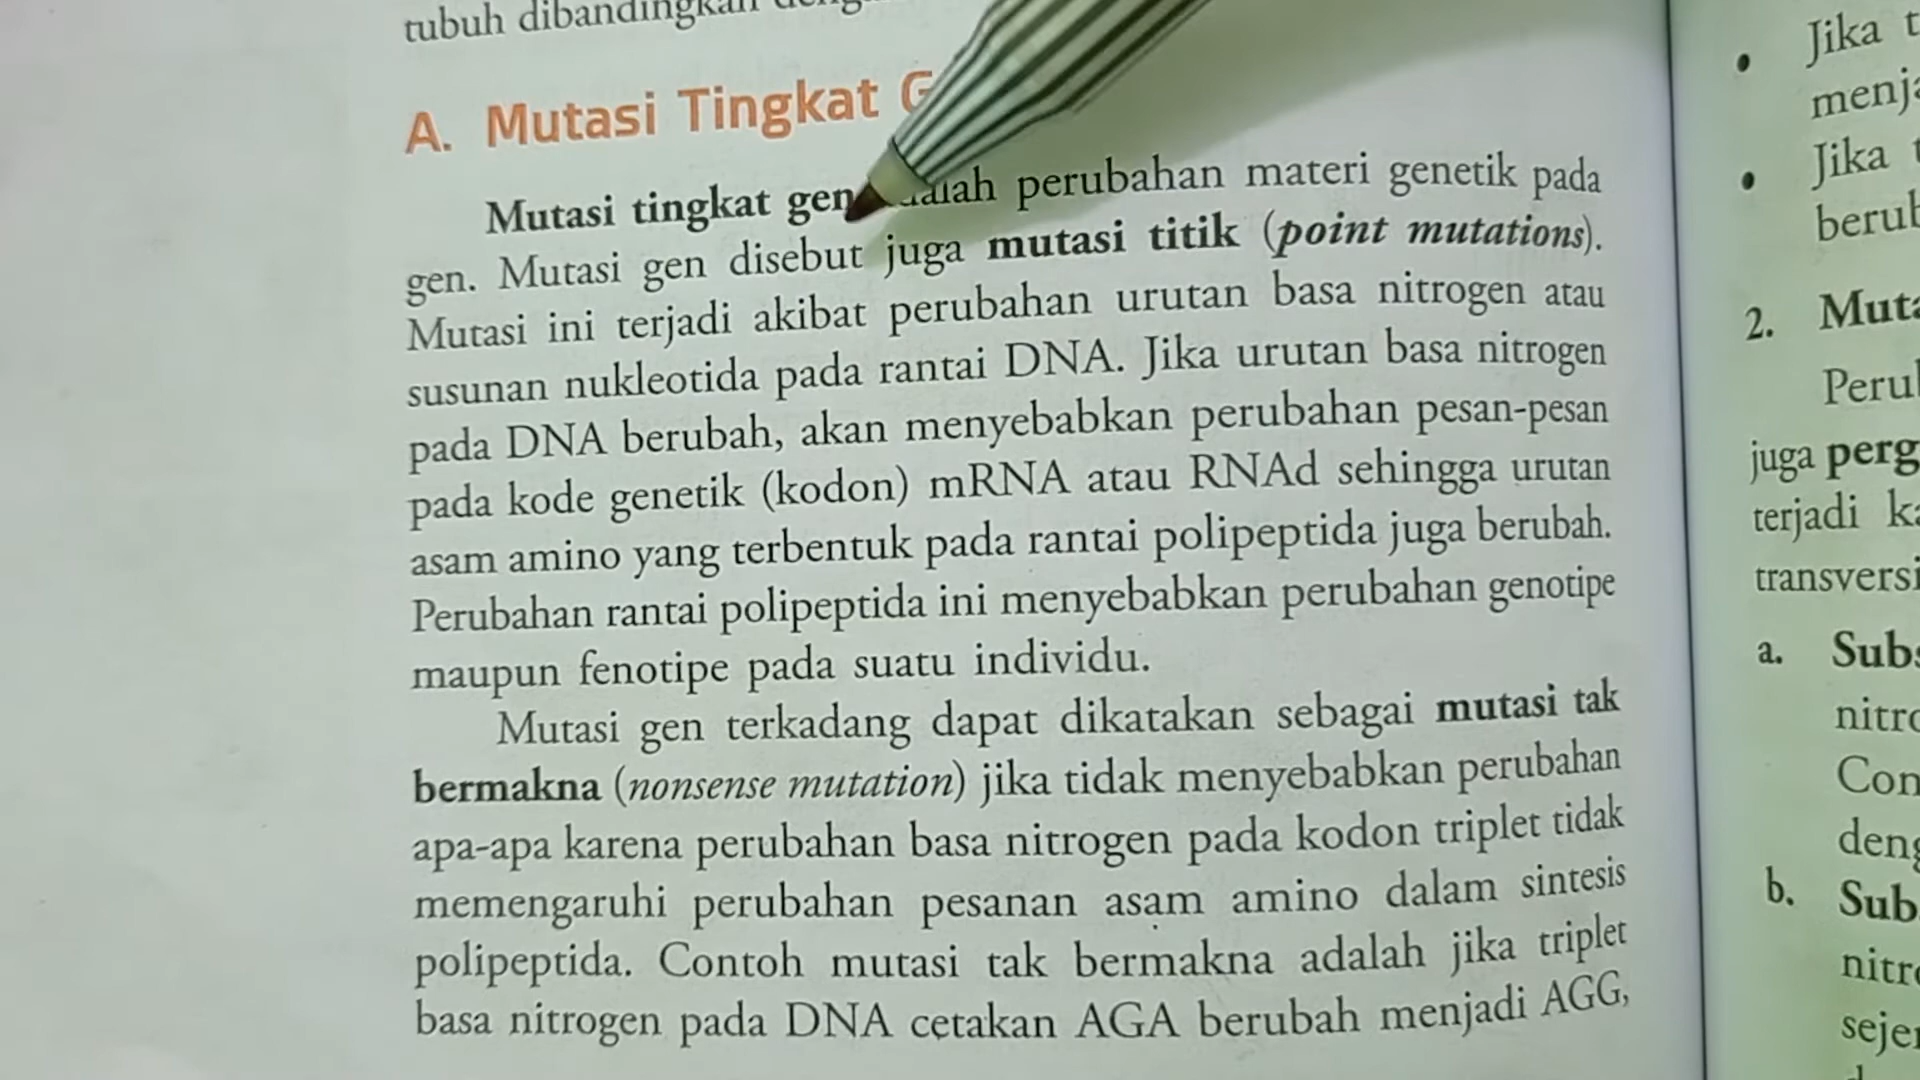 tubuh dibandingkan
A. Mutasi Tingkat
Mutasi tingkat gen adalah perubahan materi genetik pada
gen. Mutasi gen disebut juga mutasi titik (point mutations).
Mutasi ini terjadi akibat perubahan urutan basa nitrogen atau
susunan nukleotida pada rantai DNA. Jika urutan basa nitrogen
pada DNA berubah, akan menyebabkan perubahan pesan-pesan
pada kode genetik (kodon) mRNA atau RNAd sehingga urutan
asam amino yang terbentuk pada rantai polipeptida juga berubah.
Perubahan rantai polipeptida ini menyebabkan perubahan genotipe
maupun fenotipe pada suatu individu.
Mutasi gen terkadang dapat dikatakan sebagai mutasi tak
bermakna (nonsense mutation) jika tidak menyebabkan perubahan
apa-apa karena perubahan basa nitrogen pada kodon triplet tidak
memengaruhi perubahan pesanan asam amino dalam sintesis
polipeptida. Contoh mutasi tak bermakna adalah jika triplet
basa nitrogen pada DNA cetakan AGA berubah menjadi AGG,
• Jika
• Jika
2.
juga
terjadi
a.
b.